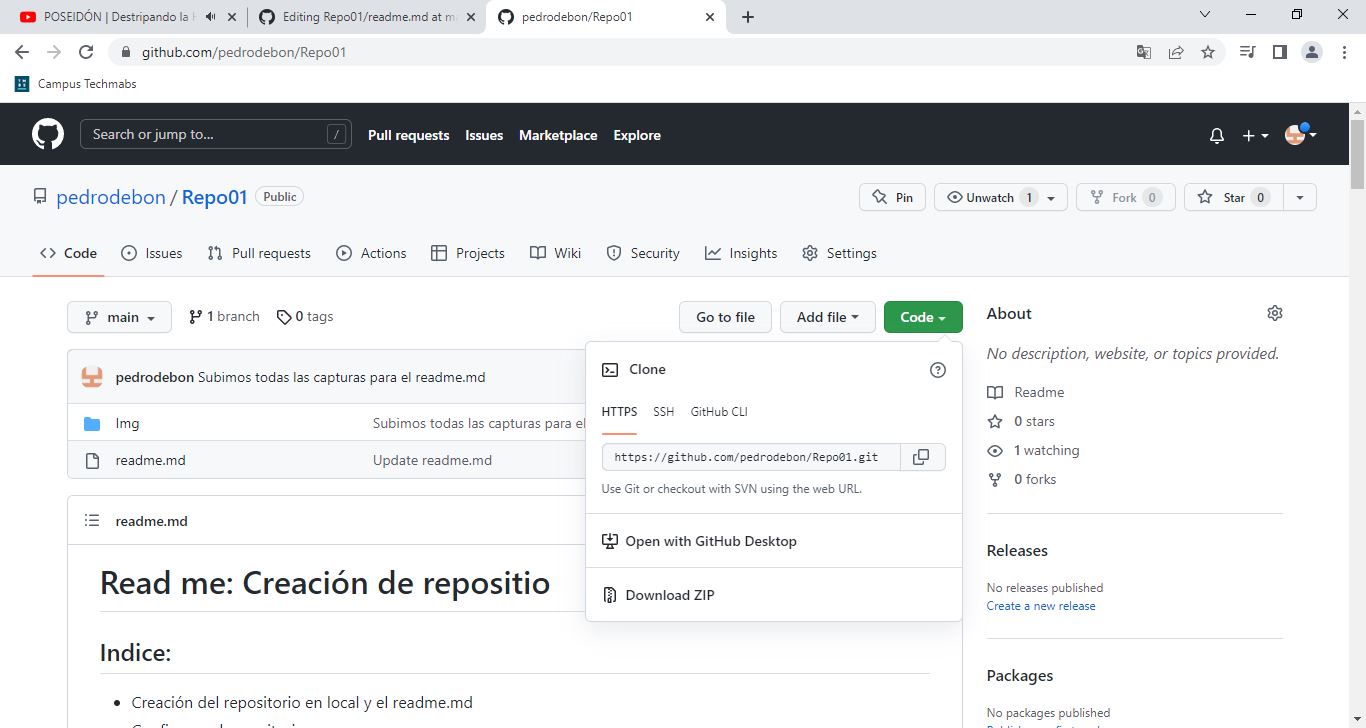 POSEIDÓN | Destripando la H
Editing Repo01/readme.md at ma
pedrodebon/Repo01
github.com/pedrodebon/Repo01
Campus Techmabs
Search or jump to...
/
Pull requests
Issues
Marketplace
Explore
pedrodebon / Repo01 Public
Pin
Unwatch 1
Fork 0
Star 0
Code
Issues
Pull requests
Actions
Projects
Wiki
Security
Insights
Settings
main
1 branch
0 tags
Go to file
Add file
Code
pedrodebon Subimos todas las capturas para el readme.md
Img Subimos todas las capturas para el
readme.md Update readme.md
readme.md
Read me: Creación de repositio
Indice:
Creación del repositorio en local y el readme.md
Clone
HTTPS SSH GitHub CLI
https://github.com/pedrodebon/Repo01.git
Use Git or checkout with SVN using the web URL.
Open with GitHub Desktop
Download ZIP
About
No description, website, or topics provided.
Readme
0 stars
1 watching
0 forks
Releases
No releases published
Create a new release
Packages
No packages published